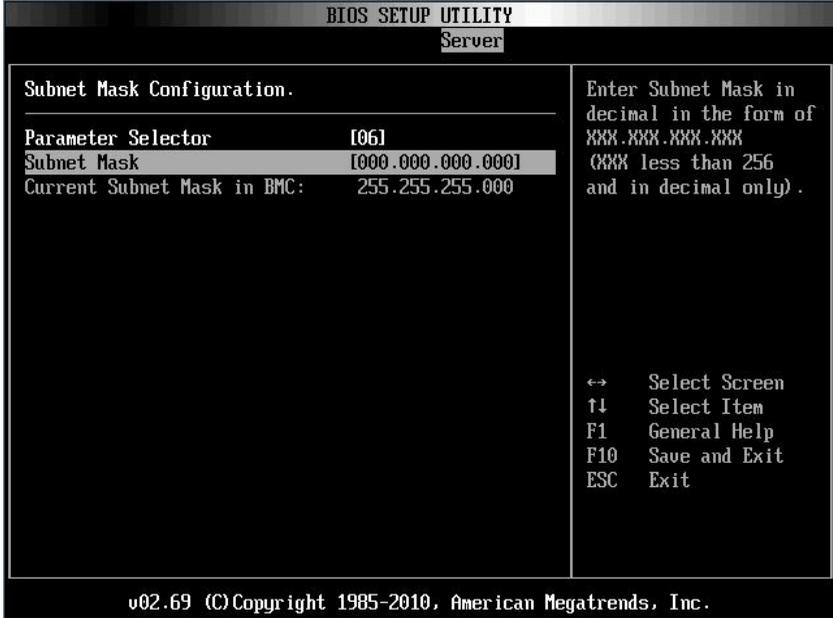 BIOS SETUP UTILITY
Server
Subnet Mask Configuration.
Parameter Selector [06]
Subnet Mask [000.000.000.000]
Current Subnet Mask in BMC: 255.255.255.000
Enter Subnet Mask in
decimal in the form of
XXX.XXX.XXX.XXX
(XXX less than 256
and in decimal only).
↔ Select Screen
↑↓ Select Item
F1 General Help
F10 Save and Exit
ESC Exit
v02.69 (C)Copyright 1985-2010, American Megatrends, Inc.